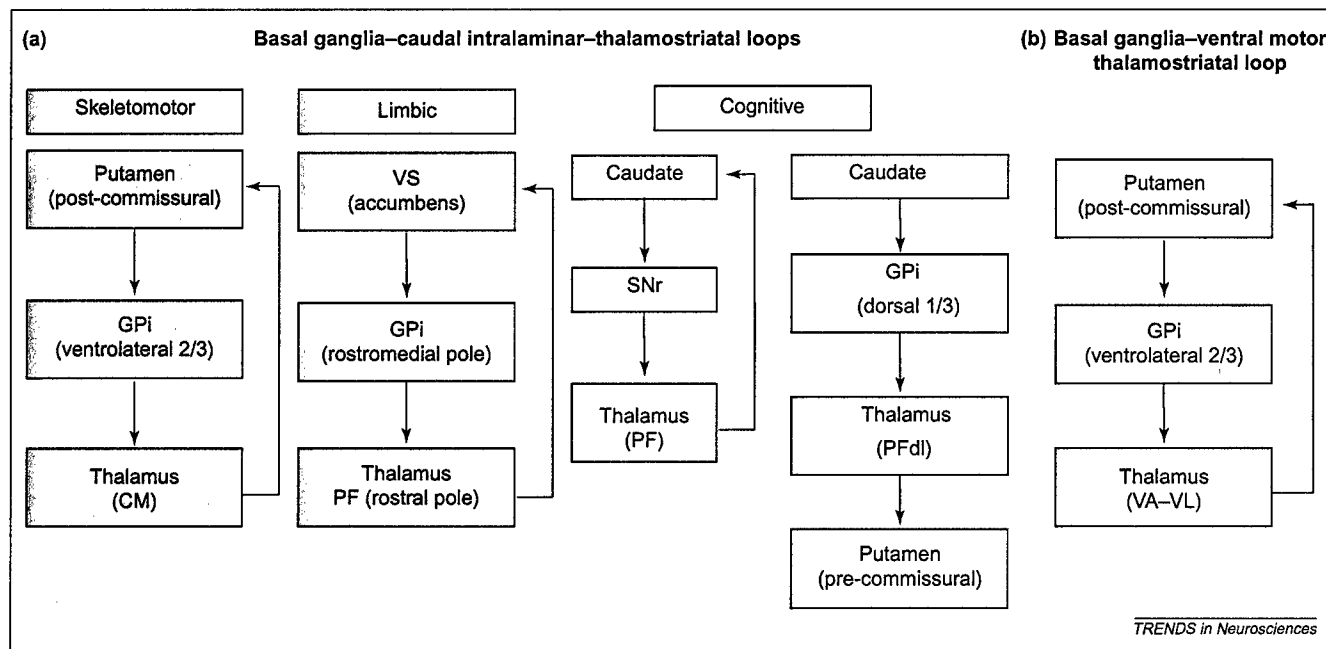 (a)
Basal ganglia–caudal intralaminar–thalamostriatal loops
Skeletomotor
Putamen
(post-commissural)
GPi
(ventrolateral 2/3)
Thalamus
(CM)
Limbic
VS
(accumbens)
GPi
(rostromedial pole)
Thalamus
PF (rostral pole)
Cognitive
Caudate
SNr
Thalamus
(PF)
Caudate
GPi
(dorsal 1/3)
Thalamus
(PFdl)
Putamen
(pre-commissural)
(b) Basal ganglia–ventral motor
thalamostriatal loop
Putamen
(post-commissural)
GPi
(ventrolateral 2/3)
Thalamus
(VA–VL)
TRENDS in Neurosciences